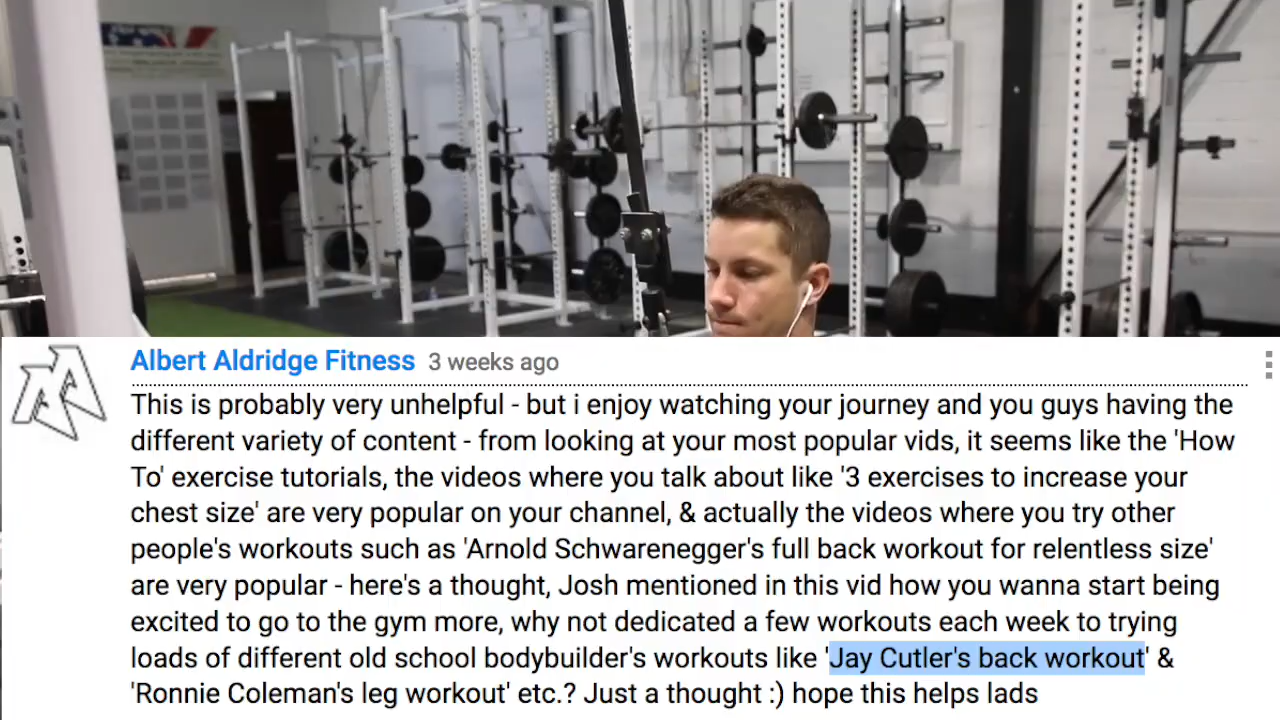 Albert Aldridge Fitness 3 weeks ago
This is probably very unhelpful - but i enjoy watching your journey and you guys having the
different variety of content - from looking at your most popular vids, it seems like the 'How
To' exercise tutorials, the videos where you talk about like '3 exercises to increase your
chest size' are very popular on your channel, & actually the videos where you try other
people's workouts such as 'Arnold Schwarenegger's full back workout for relentless size'
are very popular - here's a thought, Josh mentioned in this vid how you wanna start being
excited to go to the gym more, why not dedicated a few workouts each week to trying
loads of different old school bodybuilder's workouts like 'Jay Cutler's back workout' &
'Ronnie Coleman's leg workout' etc.? Just a thought :) hope this helps lads